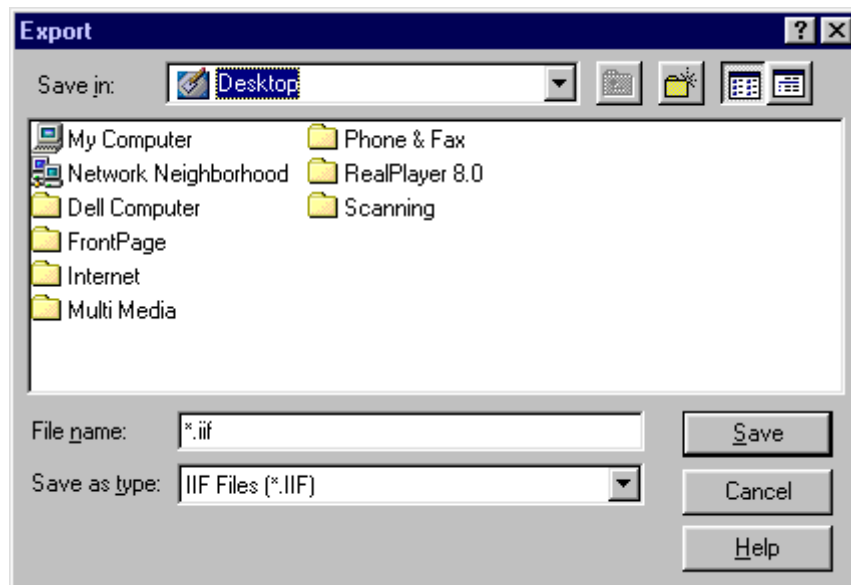 Export
Save in:
Desktop
My Computer
Network Neighborhood
Dell Computer
FrontPage
Internet
Multi Media
Phone & Fax
RealPlayer 8.0
Scanning
File name:
*.iif
Save
Save as type:
IIF Files (*.IIF)
Cancel
Help